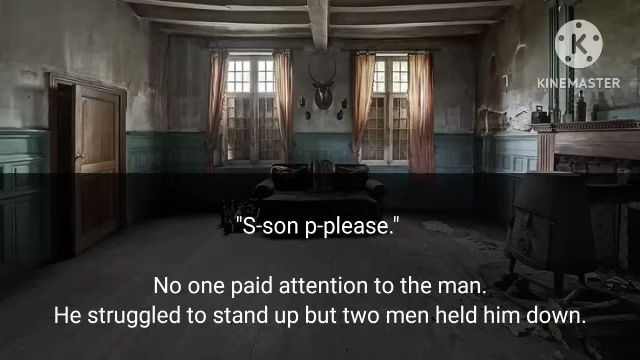 KINEMASTER
"S-son p-please."
No one paid attention to the man.
He struggled to stand up but two men held him down.